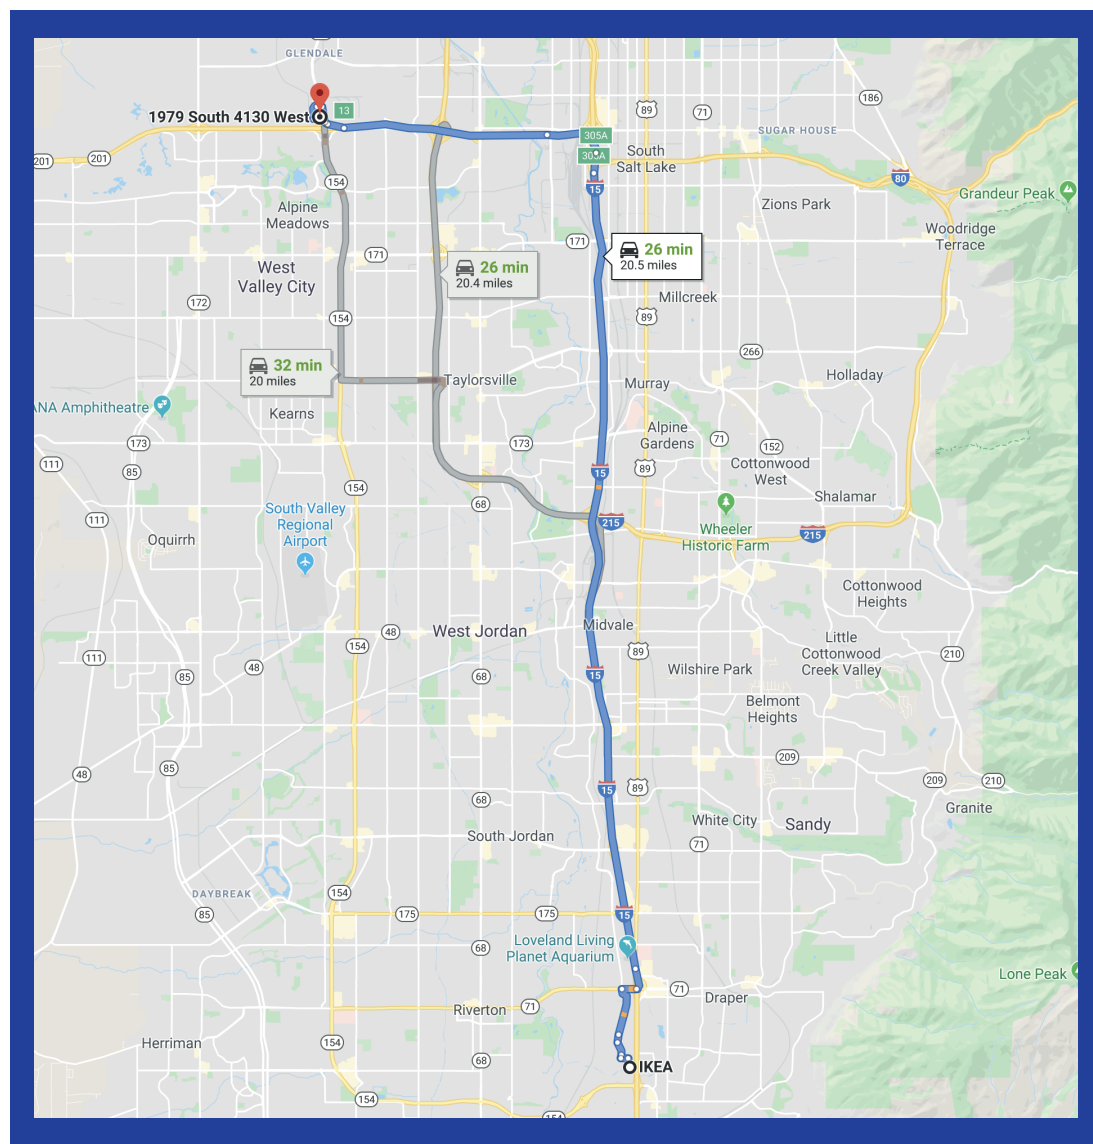 GLENDALE
1979 South 4130 West
13
186
89
71
SUGAR HOUSE
305A
201
201
South
Salt Lake
80
154
15
Grandeur Peak
Alpine
Meadows
Zions Park
Woodridge
Terrace
171
171
26 min
20.5 miles
West
Valley City
26 min
20.4 miles
172
Millcreek
154
89
266
32 min
20 miles
Taylorsville
Murray
Holladay
ANA Amphitheatre
Kearns
Alpine
Gardens
173
173
71
152
111
85
15
89
Cottonwood
West
154
68
Shalamar
South Valley
Regional
Airport
111
215
215
Wheeler
Historic Farm
Oquirrh
Cottonwood
Heights
West Jordan
48
Midvale
154
89
Little
Cottonwood
Creek Valley
210
111
48
85
68
15
Wilshire Park
Belmont
Heights
209
48
85
15
89
209
210
68
Granite
White City
Sandy
South Jordan
71
DAYBREAK
154
85
175
175
15
68
Loveland Living
Planet Aquarium
Lone Peak
71
Draper
Riverton
71
Herriman
154
68
IKEA
154
154